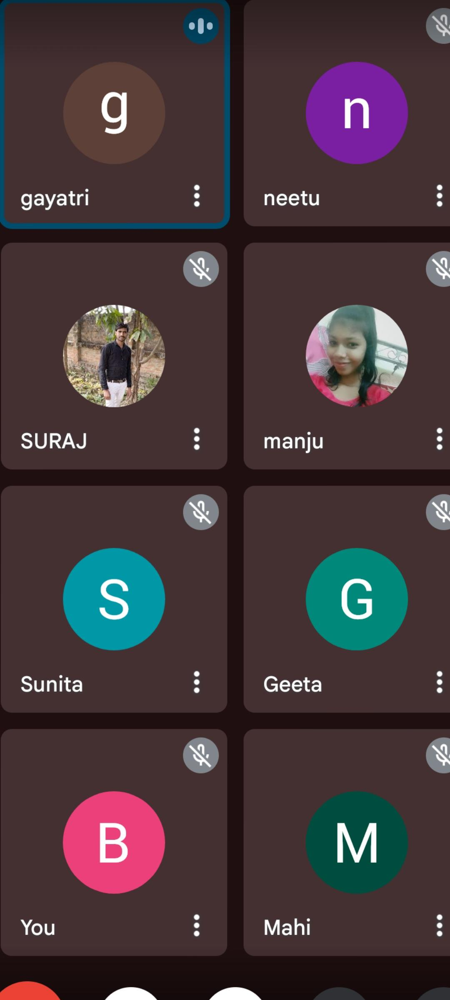 g
n
gayatri
neetu
SURAJ
manju
S
G
Sunita
Geeta
B
M
You
Mahi